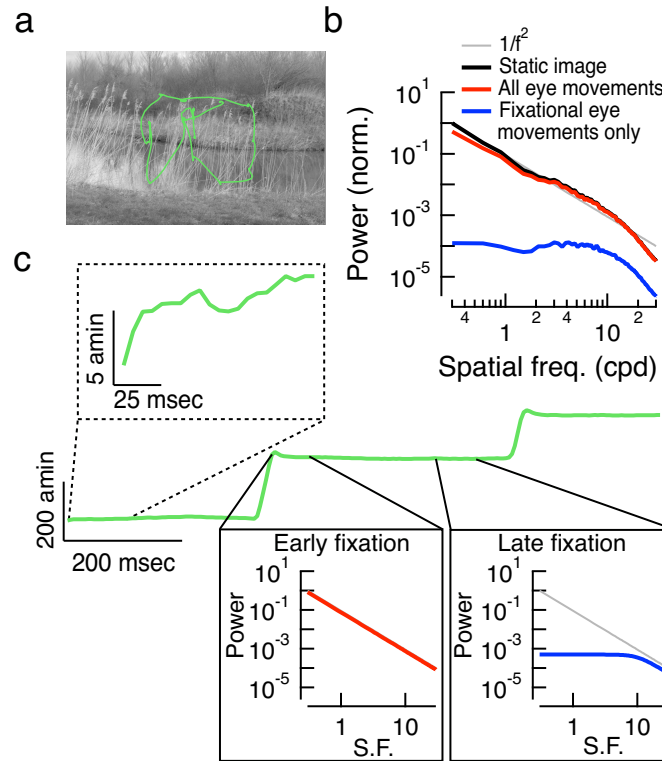 a
b
1/f²
Static image
All eye movements
Fixational eye
movements only
Power (norm.)
10¹
10⁻¹
10⁻³
10⁻⁵
4
1
2
4
10
2
Spatial freq. (cpd)
c
5 amin
25 msec
200 amin
200 msec
Early fixation
Power
10¹
10⁻¹
10⁻³
10⁻⁵
1
10
S.F.
Late fixation
Power
10¹
10⁻¹
10⁻³
10⁻⁵
1
10
S.F.